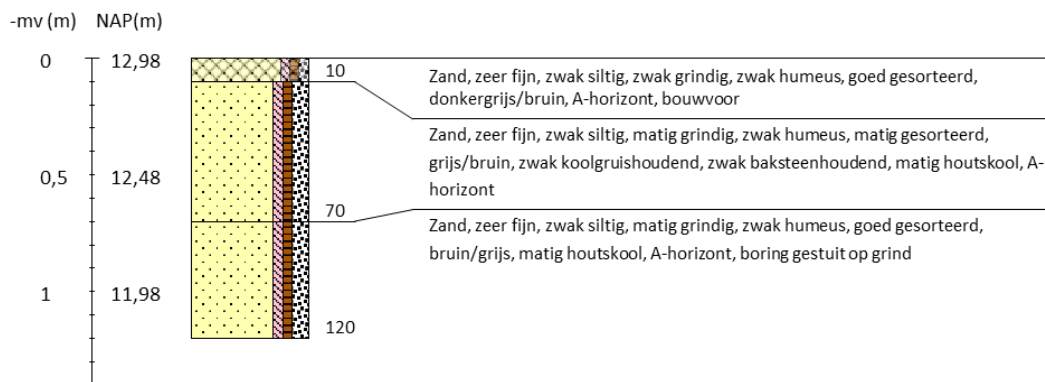 -mv (m) NAP(m)
0 12,98
10
Zand, zeer fijn, zwak siltig, zwak grindig, zwak humeus, goed gesorteerd,
donkergrijs/bruin, A-horizont, bouwvoor
Zand, zeer fijn, zwak siltig, matig grindig, zwak humeus, matig gesorteerd,
grijs/bruin, zwak koolgruishoudend, zwak baksteenhoudend, matig houtskool, A-
horizont
0,5 12,48
70
Zand, zeer fijn, zwak siltig, matig grindig, zwak humeus, goed gesorteerd,
bruin/grijs, matig houtskool, A-horizont, boring gestuit op grind
1 11,98
120